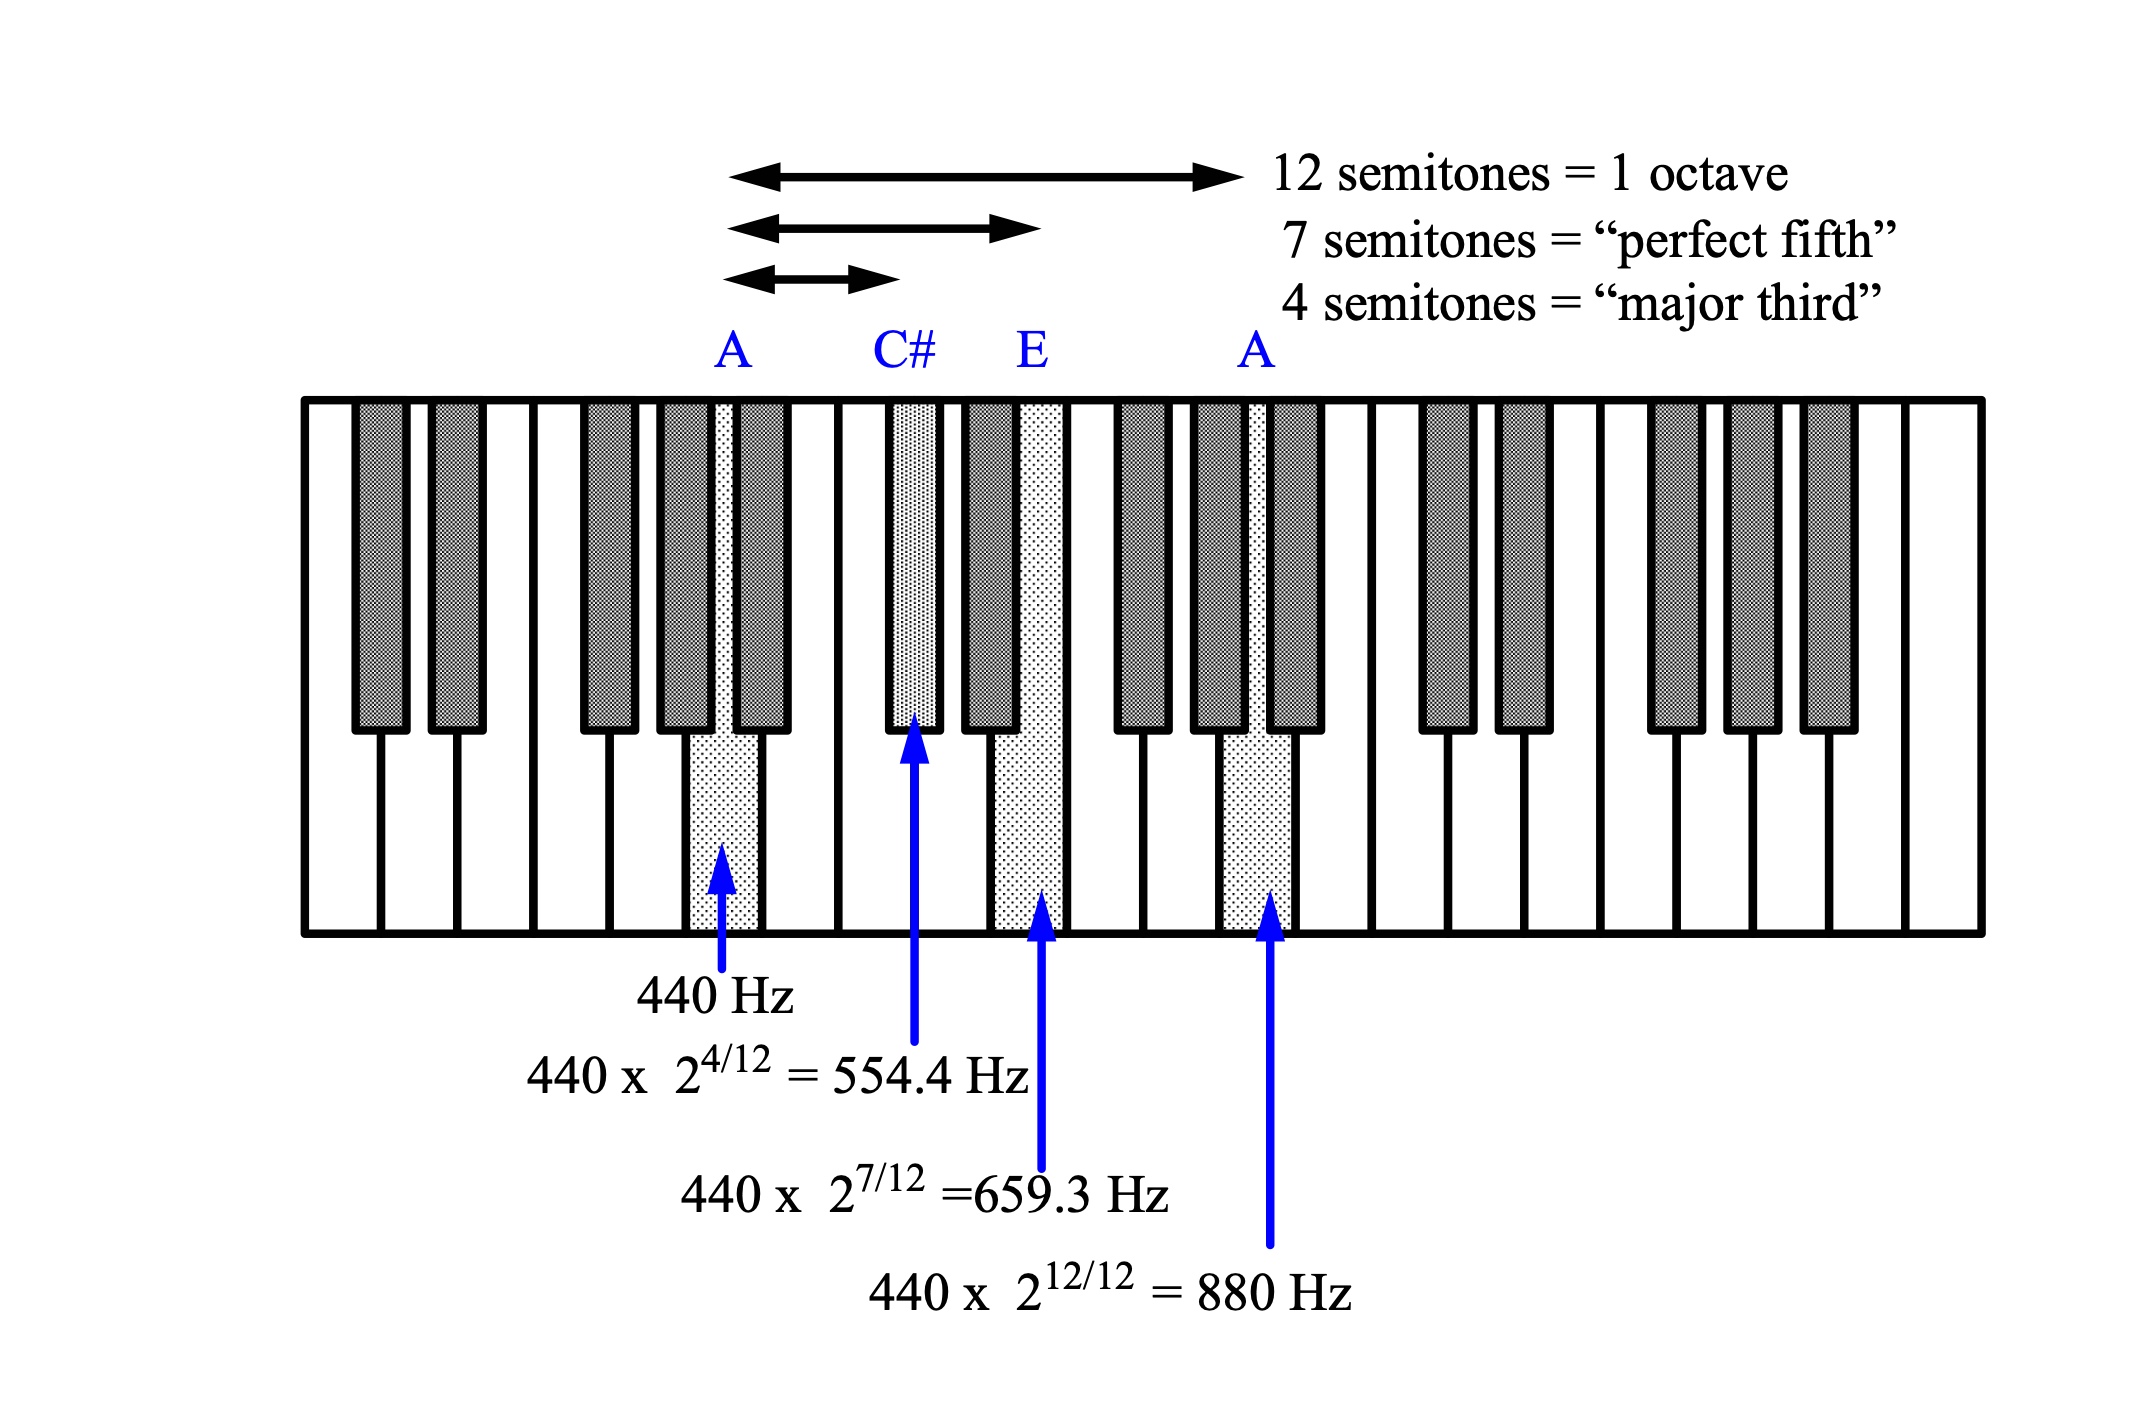 12 semitones = 1 octave
7 semitones = “perfect fifth”
4 semitones = “major third”
A C# E A
440 Hz
440 x 2^{4/12} = 554.4 Hz
440 x 2^{7/12} =659.3 Hz
440 x 2^{12/12} = 880 Hz